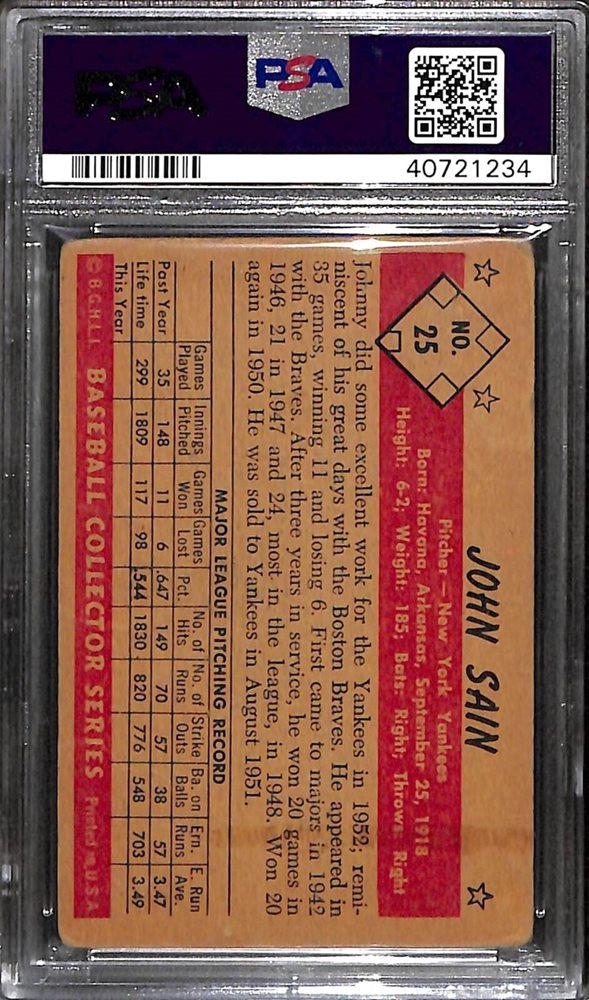 PSA
PSA
40721234
NO.
25
JOHN SAIN
Pitcher—New York Yankees
Born: Havana, Arkansas, September 25, 1918
Height: 6-2; Weight: 185; Bats: Right; Throws: Right
Johnny did some excellent work for the Yankees in 1952; remi-
niscent of his great days with the Boston Braves. He appeared in
35 games, winning 11 and losing 6. First came to majors in 1942
with the Braves. After three years in service, he won 20 games in
1946, 21 in 1947 and 24, most in the league, in 1948. Won 20
again in 1950. He was sold to Yankees in August 1951.
MAJOR LEAGUE PITCHING RECORD
Games Innings Games Games No. of No. of Strike Ba. on Ern. E. Run
Played Pitched Won Lost Pct. Hits Runs Outs Balls Runs Ave.
Past Year 35 148 11 6 .647 149 70 57 38 57 3.47
Life time 299 1809 117 98 .544 1830 820 776 548 703 3.49
This Year
© B.G.H.L.I. BASEBALL COLLECTOR SERIES Printed in U.S.A.